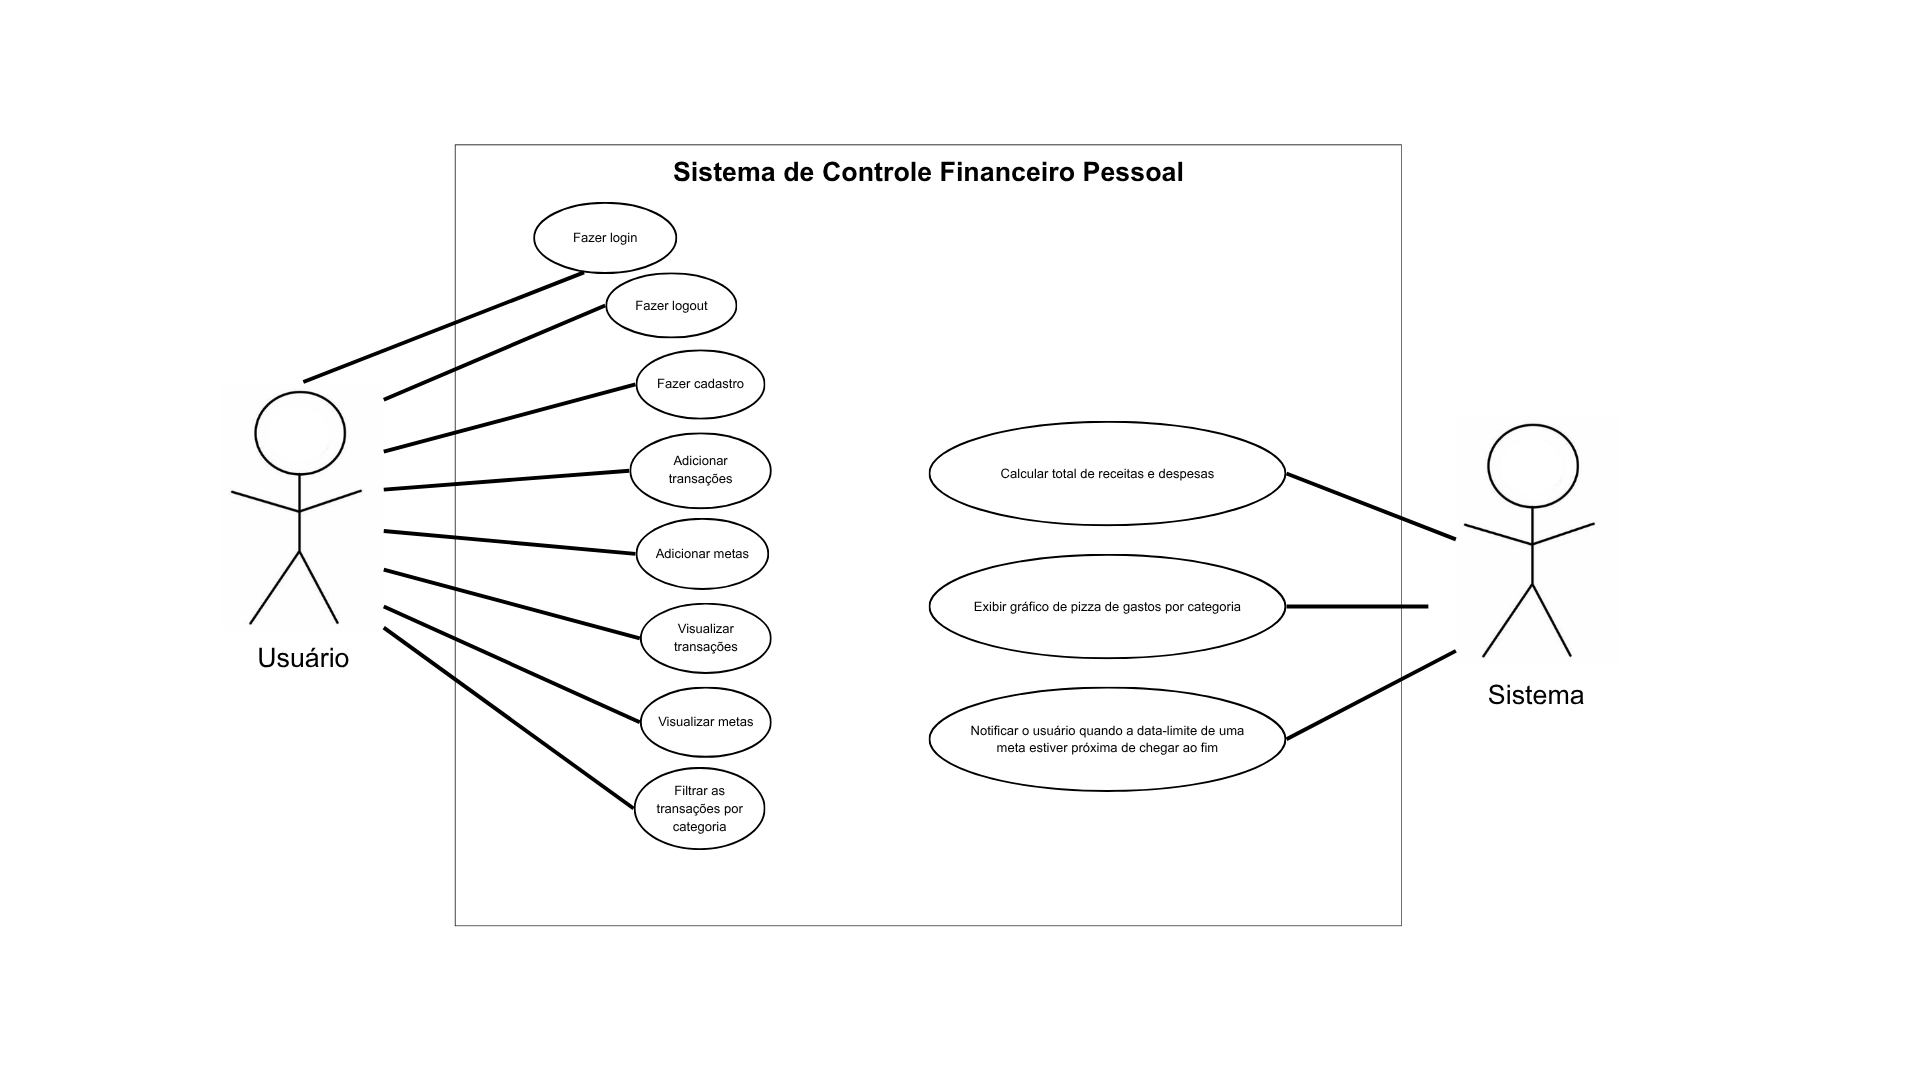 Sistema de Controle Financeiro Pessoal
Fazer login
Fazer logout
Fazer cadastro
Adicionar
transações
Adicionar metas
Visualizar
transações
Visualizar metas
Filtrar as
transações por
categoria
Usuário
Calcular total de receitas e despesas
Exibir gráfico de pizza de gastos por categoria
Notificar o usuário quando a data-limite de uma
meta estiver próxima de chegar ao fim
Sistema